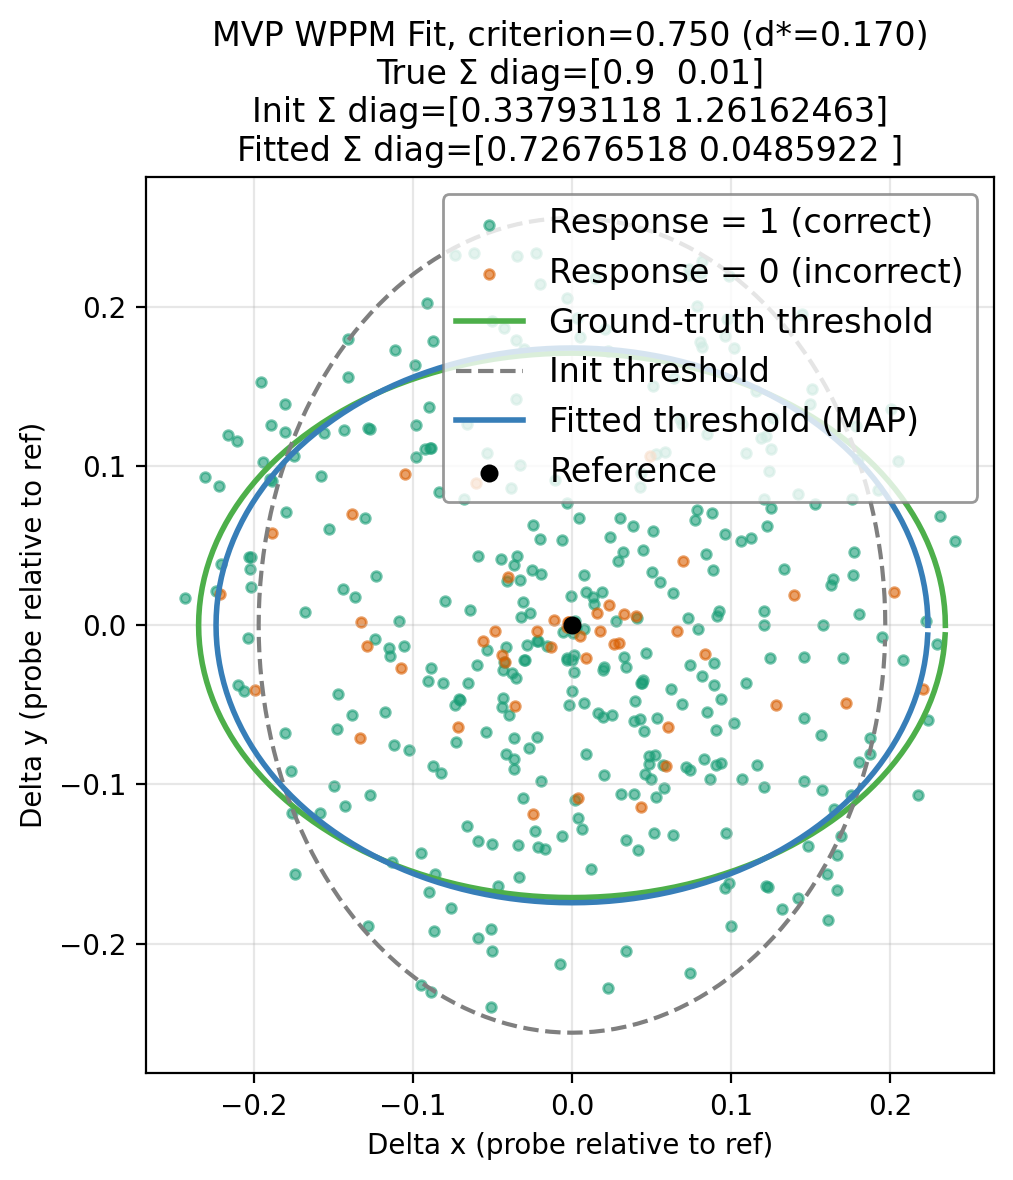 MVP WPPM Fit, criterion=0.750 (d*=0.170)
True Σ diag=[0.9  0.01]
Init Σ diag=[0.33793118 1.26162463]
Fitted Σ diag=[0.72676518 0.0485922 ]
Response = 1 (correct)
Response = 0 (incorrect)
Ground-truth threshold
Init threshold
Fitted threshold (MAP)
Reference
Delta y (probe relative to ref)
0.2
0.1
0.0
−0.1
−0.2
−0.2
−0.1
0.0
0.1
0.2
Delta x (probe relative to ref)